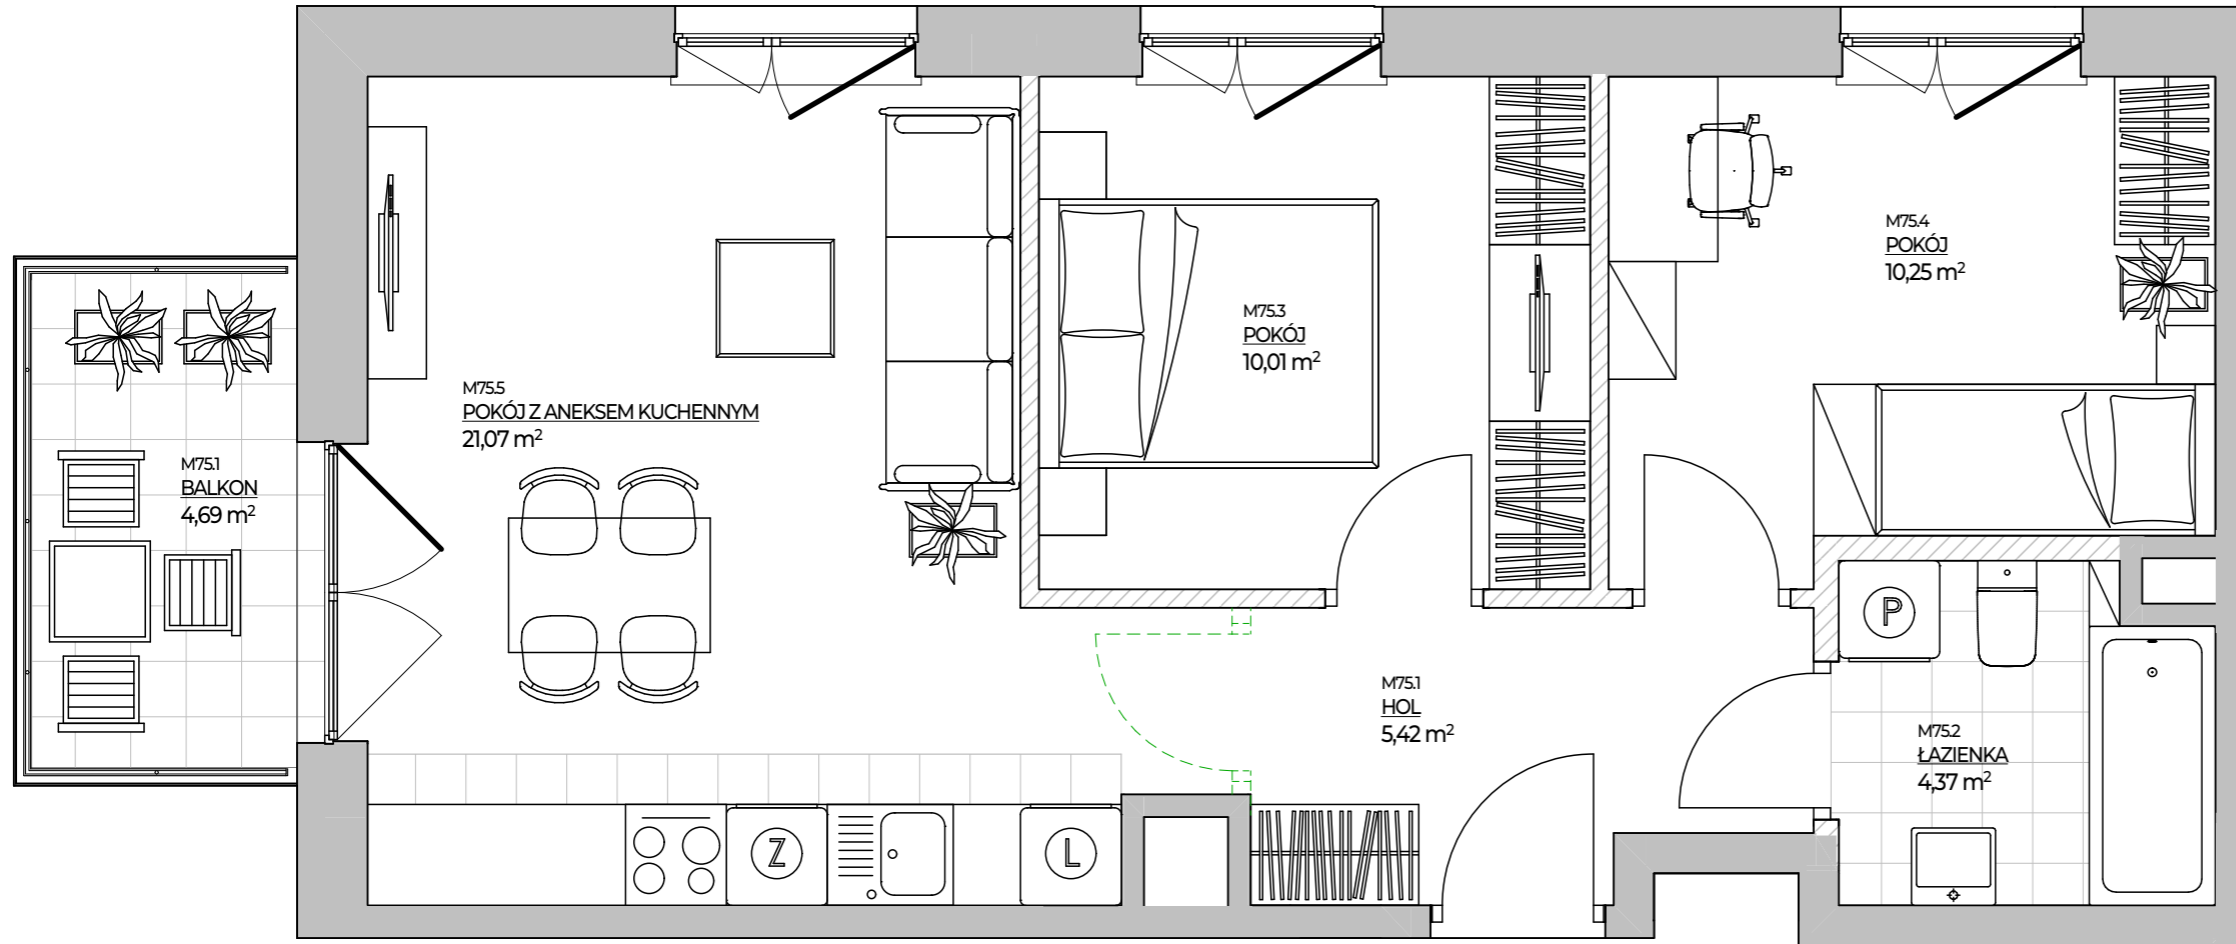 M75.4
POKÓJ
10,25 m²
M75.3
POKÓJ
10,01 m²
M75.5
POKÓJ Z ANEKSEM KUCHENNYM
21,07 m²
M75.1
BALKON
4,69 m²
P
M75.1
HOL
5,42 m²
M75.2
ŁAZIENKA
4,37 m²
Z
L